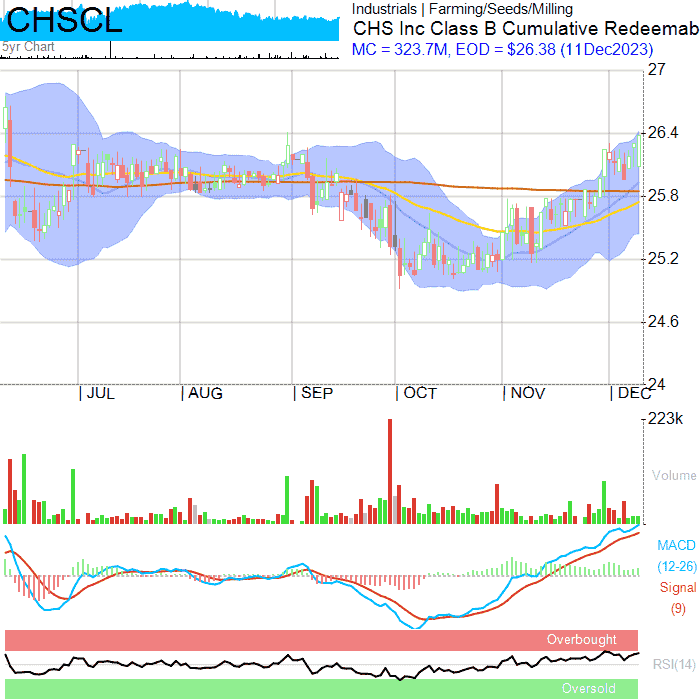 CHSCL
5yr Chart
Industrials | Farming/Seeds/Milling
CHS Inc Class B Cumulative Redeemab
MC = 323.7M, EOD = $26.38 (11Dec2023)
27
26.4
25.8
25.2
24.6
24
| JUL | AUG | SEP | OCT | NOV | DEC
223k
Volume
MACD
(12-26)
Signal
(9)
Overbought
RSI(14)
Oversold